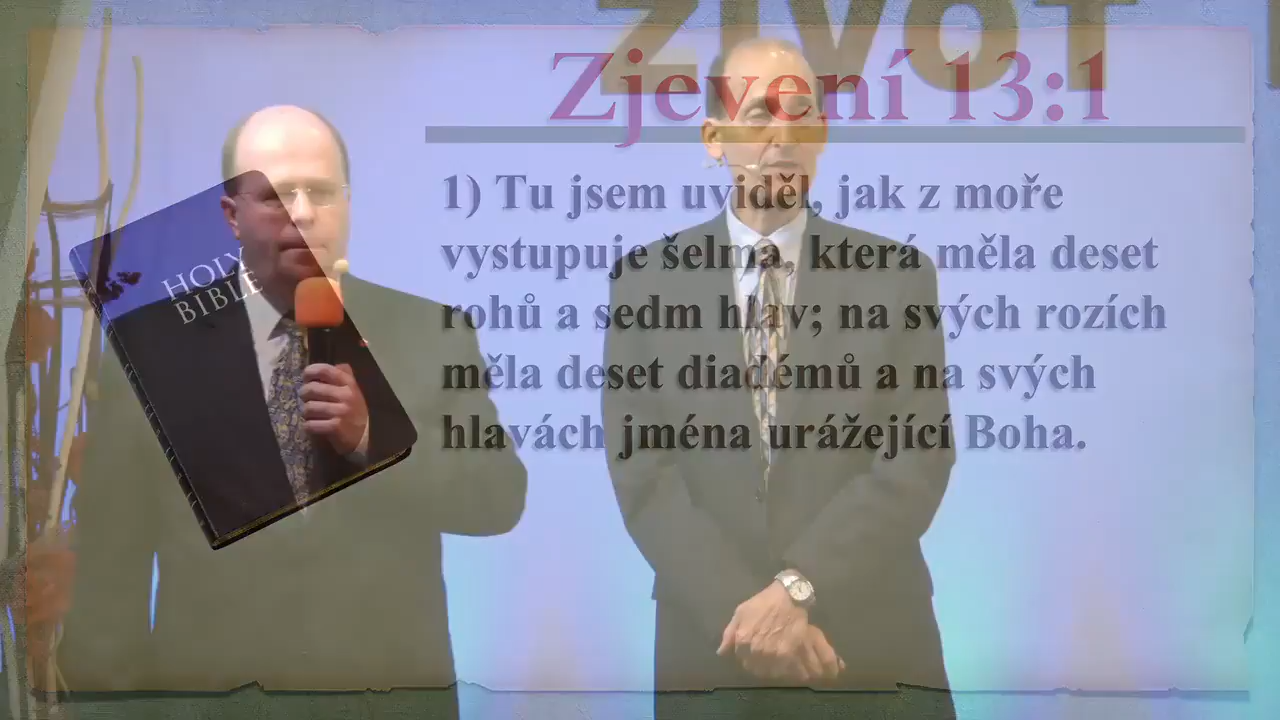 ŽIVOT
Zjevení 13:1
1) Tu jsem uviděl, jak z moře
vystupuje šelma, která měla deset
rohů a sedm hlav; na svých rozích
měla deset diadémů a na svých
hlavách jména urážející Boha.
HOLY
BIBLE